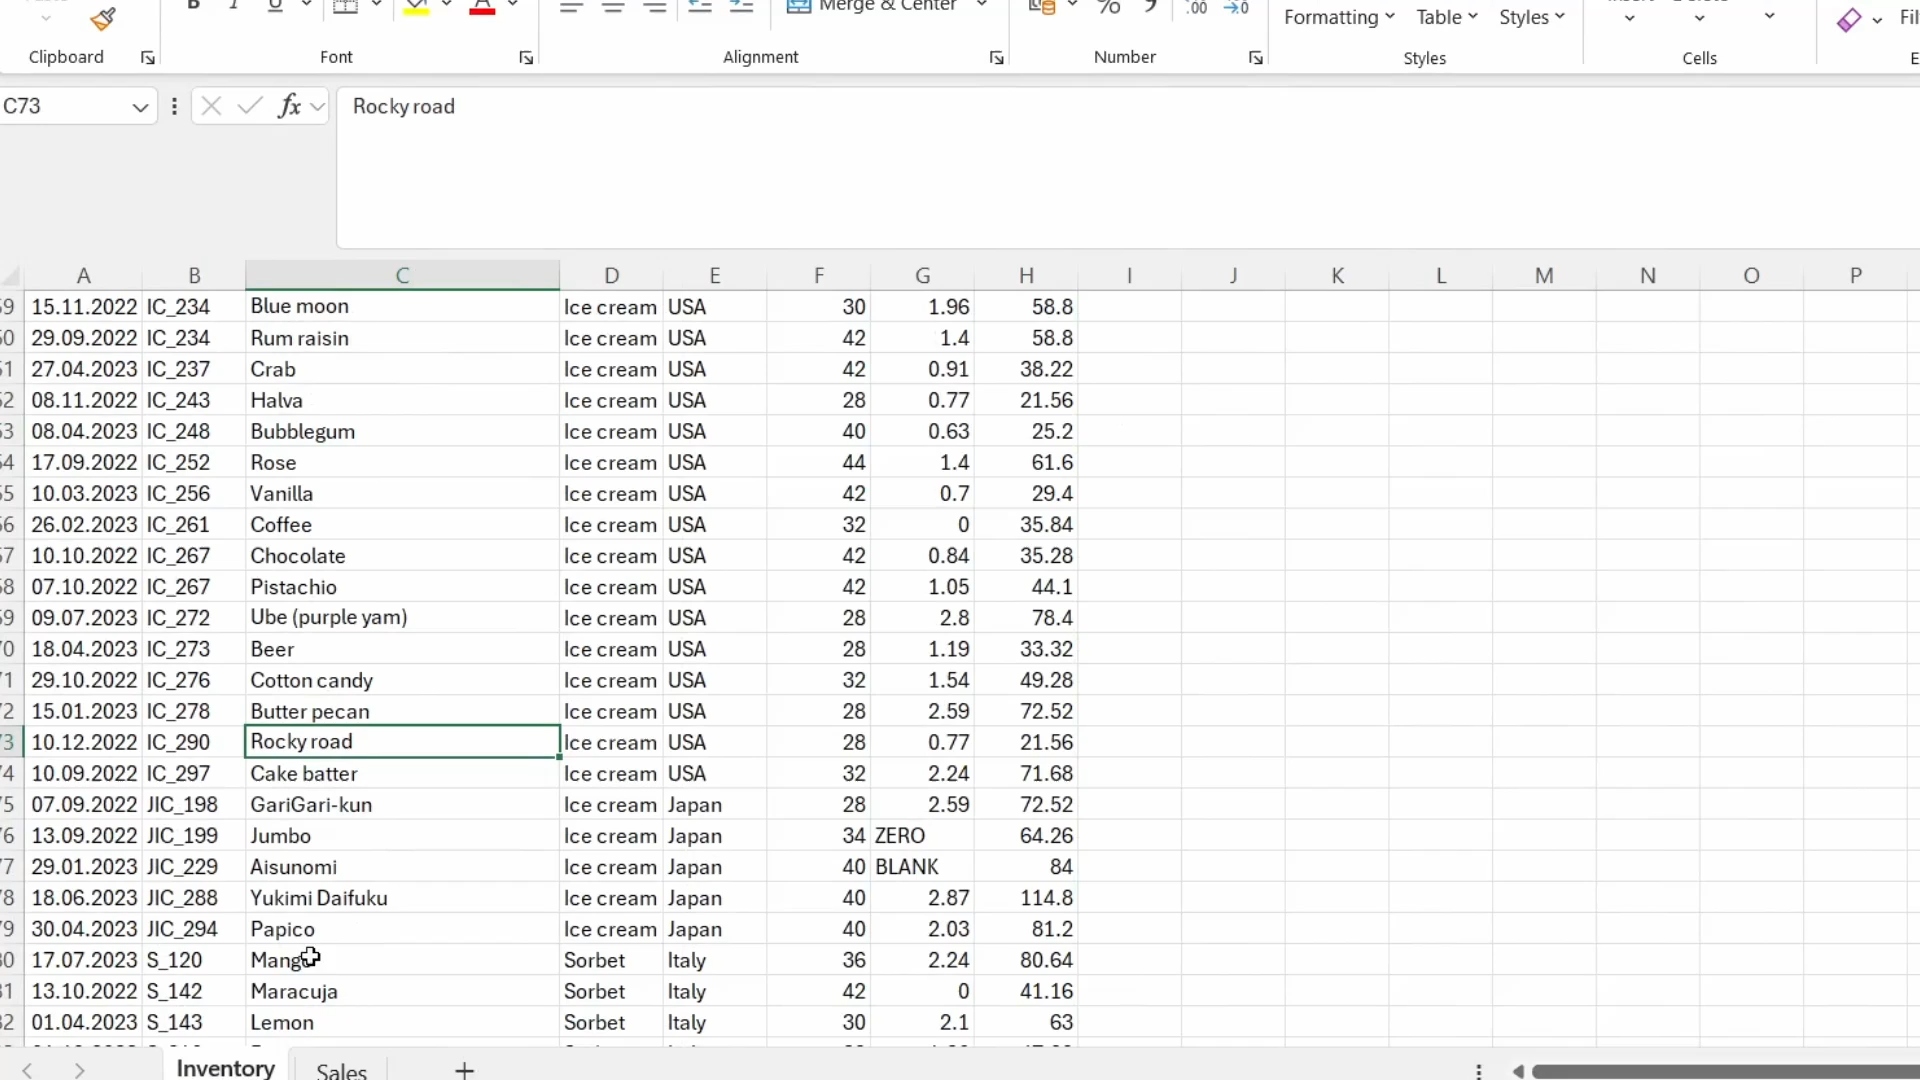 B I U Merge & Center % 9 .00 →0 Formatting Table Styles
Clipboard Font Alignment Number Styles Cells
C73 fx Rocky road
A B C D E F G H I J K L M N O P
15.11.2022 IC_234 Blue moon Ice cream USA 30 1.96 58.8
29.09.2022 IC_234 Rum raisin Ice cream USA 42 1.4 58.8
27.04.2023 IC_237 Crab Ice cream USA 42 0.91 38.22
08.11.2022 IC_243 Halva Ice cream USA 28 0.77 21.56
08.04.2023 IC_248 Bubblegum Ice cream USA 40 0.63 25.2
17.09.2022 IC_252 Rose Ice cream USA 44 1.4 61.6
10.03.2023 IC_256 Vanilla Ice cream USA 42 0.7 29.4
26.02.2023 IC_261 Coffee Ice cream USA 32 0 35.84
10.10.2022 IC_267 Chocolate Ice cream USA 42 0.84 35.28
07.10.2022 IC_267 Pistachio Ice cream USA 42 1.05 44.1
09.07.2023 IC_272 Ube (purple yam) Ice cream USA 28 2.8 78.4
18.04.2023 IC_273 Beer Ice cream USA 28 1.19 33.32
29.10.2022 IC_276 Cotton candy Ice cream USA 32 1.54 49.28
15.01.2023 IC_278 Butter pecan Ice cream USA 28 2.59 72.52
10.12.2022 IC_290 Rocky road Ice cream USA 28 0.77 21.56
10.09.2022 IC_297 Cake batter Ice cream USA 32 2.24 71.68
07.09.2022 JIC_198 GariGari-kun Ice cream Japan 28 2.59 72.52
13.09.2022 JIC_199 Jumbo Ice cream Japan 34 ZERO 64.26
29.01.2023 JIC_229 Aisunomi Ice cream Japan 40 BLANK 84
18.06.2023 JIC_288 Yukimi Daifuku Ice cream Japan 40 2.87 114.8
30.04.2023 JIC_294 Papico Ice cream Japan 40 2.03 81.2
17.07.2023 S_120 Mango Sorbet Italy 36 2.24 80.64
13.10.2022 S_142 Maracuja Sorbet Italy 42 0 41.16
01.04.2023 S_143 Lemon Sorbet Italy 30 2.1 63
Inventory Sales